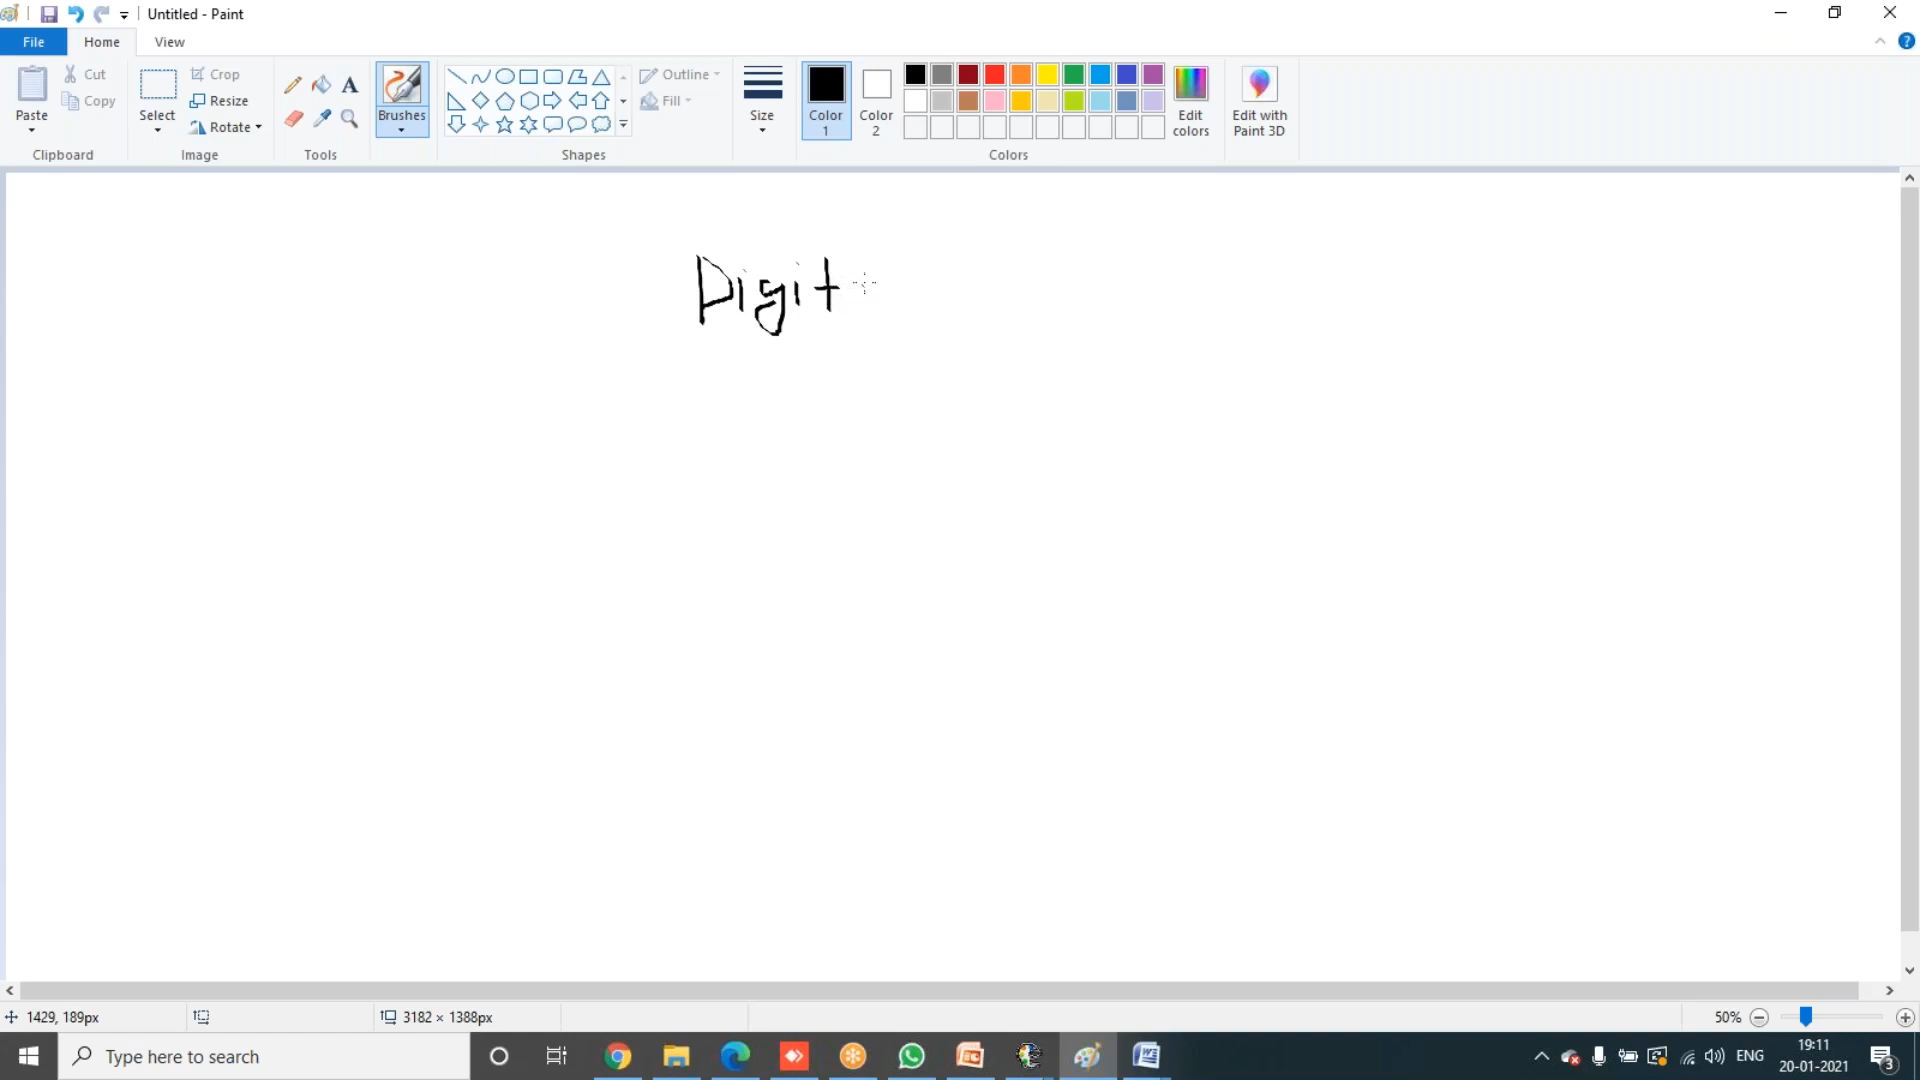 Untitled - Paint
File Home View
Paste Cut Copy Select Crop Resize Rotate A Brushes Outline Fill Size Color 1 Color 2 Edit colors Edit with Paint 3D
Clipboard Image Tools Shapes Colors
Digit
1429, 189px 3182 × 1388px 50%
Type here to search ENG 19:11 20-01-2021 3